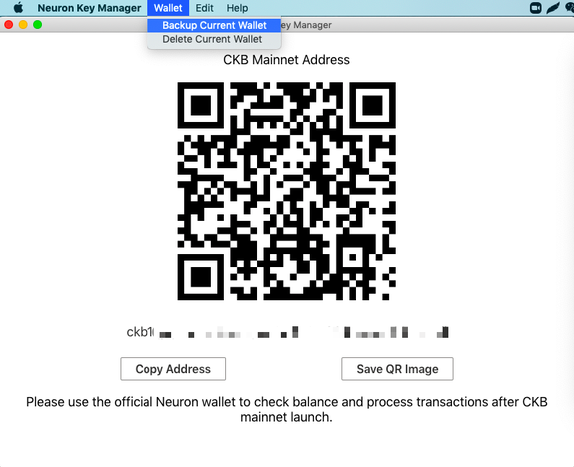 Neuron Key Manager Wallet Edit Help
Backup Current Wallet
ey Manager
Delete Current Wallet
CKB Mainnet Address
Copy Address
Save QR Image
Please use the official Neuron wallet to check balance and process transactions after CKB
mainnet launch.